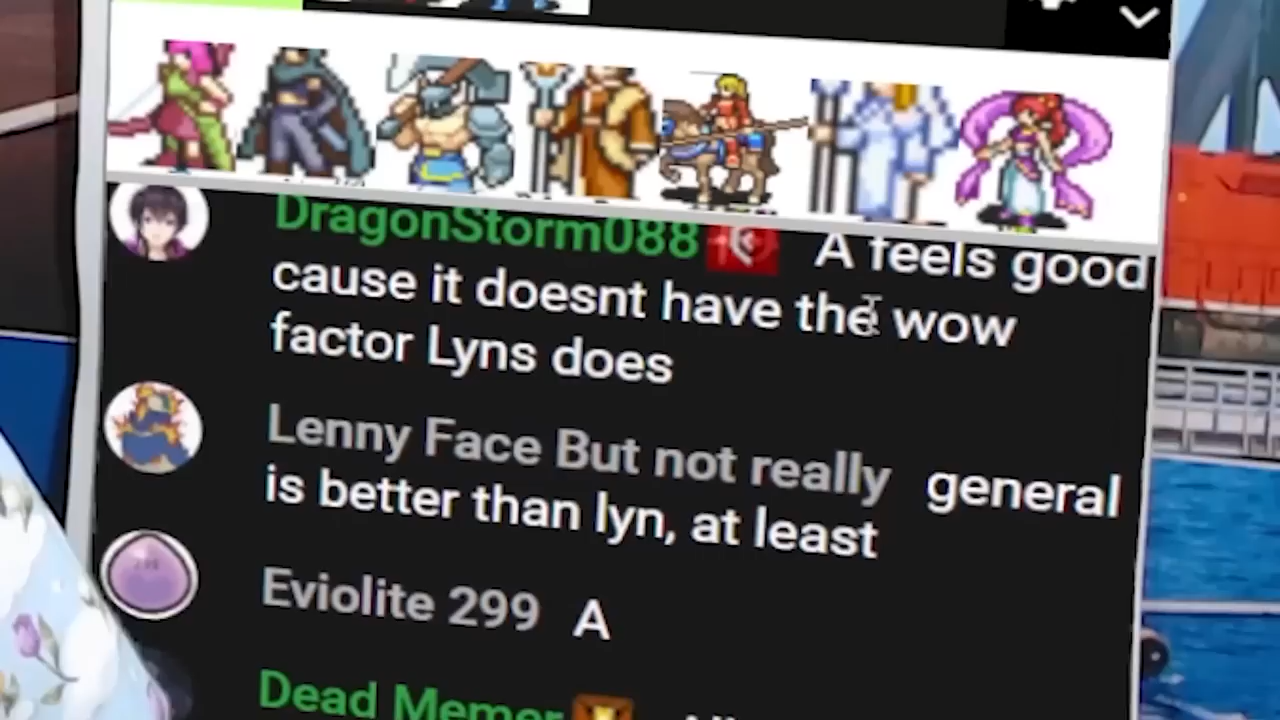 DragonStorm088 A feels good
cause it doesnt have the wow
factor Lyns does
Lenny Face But not really general
is better than lyn, at least
Eviolite 299 A
Dead Memer